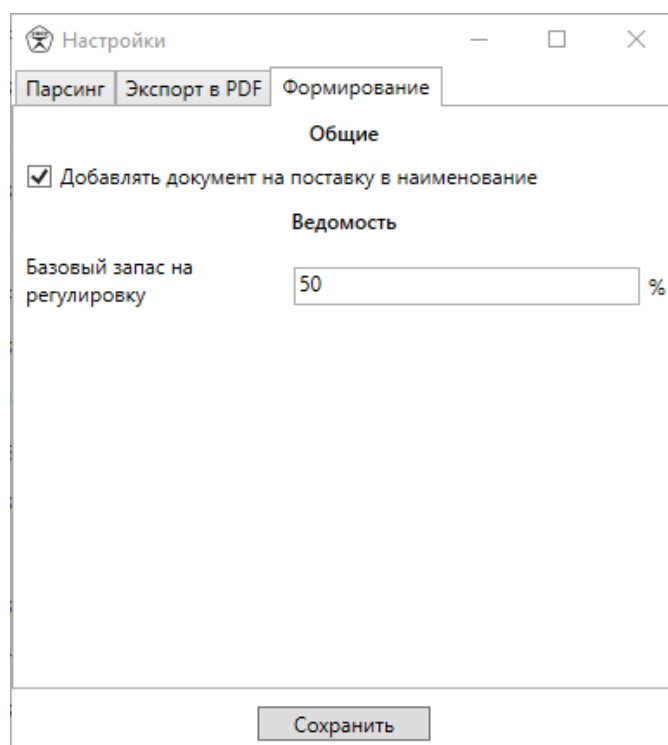 Настройки
Парсинг Экспорт в PDF Формирование
Общие
Добавлять документ на поставку в наименование
Ведомость
Базовый запас на
регулировку
50 %
Сохранить